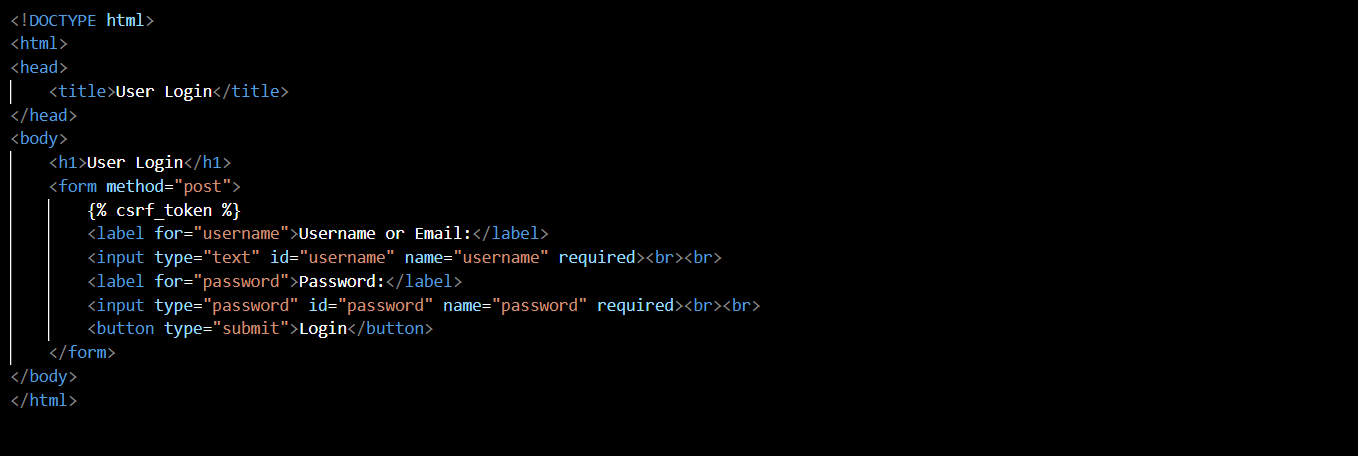 <!DOCTYPE html>
<html>
<head>
    <title>User Login</title>
</head>
<body>
    <h1>User Login</h1>
    <form method="post">
        {% csrf_token %}
        <label for="username">Username or Email:</label>
        <input type="text" id="username" name="username" required><br><br>
        <label for="password">Password:</label>
        <input type="password" id="password" name="password" required><br><br>
        <button type="submit">Login</button>
    </form>
</body>
</html>